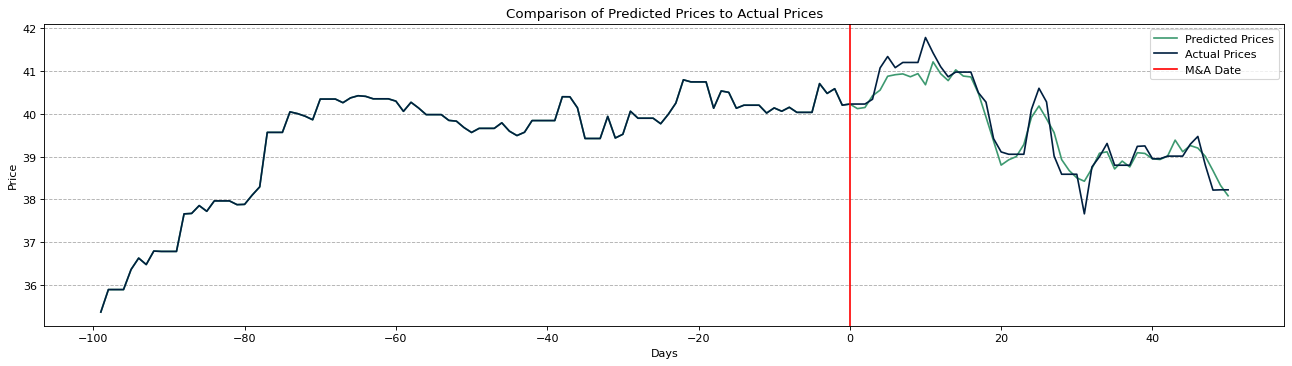 Comparison of Predicted Prices to Actual Prices
Price
42
41
40
39
38
37
36
Predicted Prices
Actual Prices
M&A Date
−100 −80 −60 −40 −20 0 20 40
Days